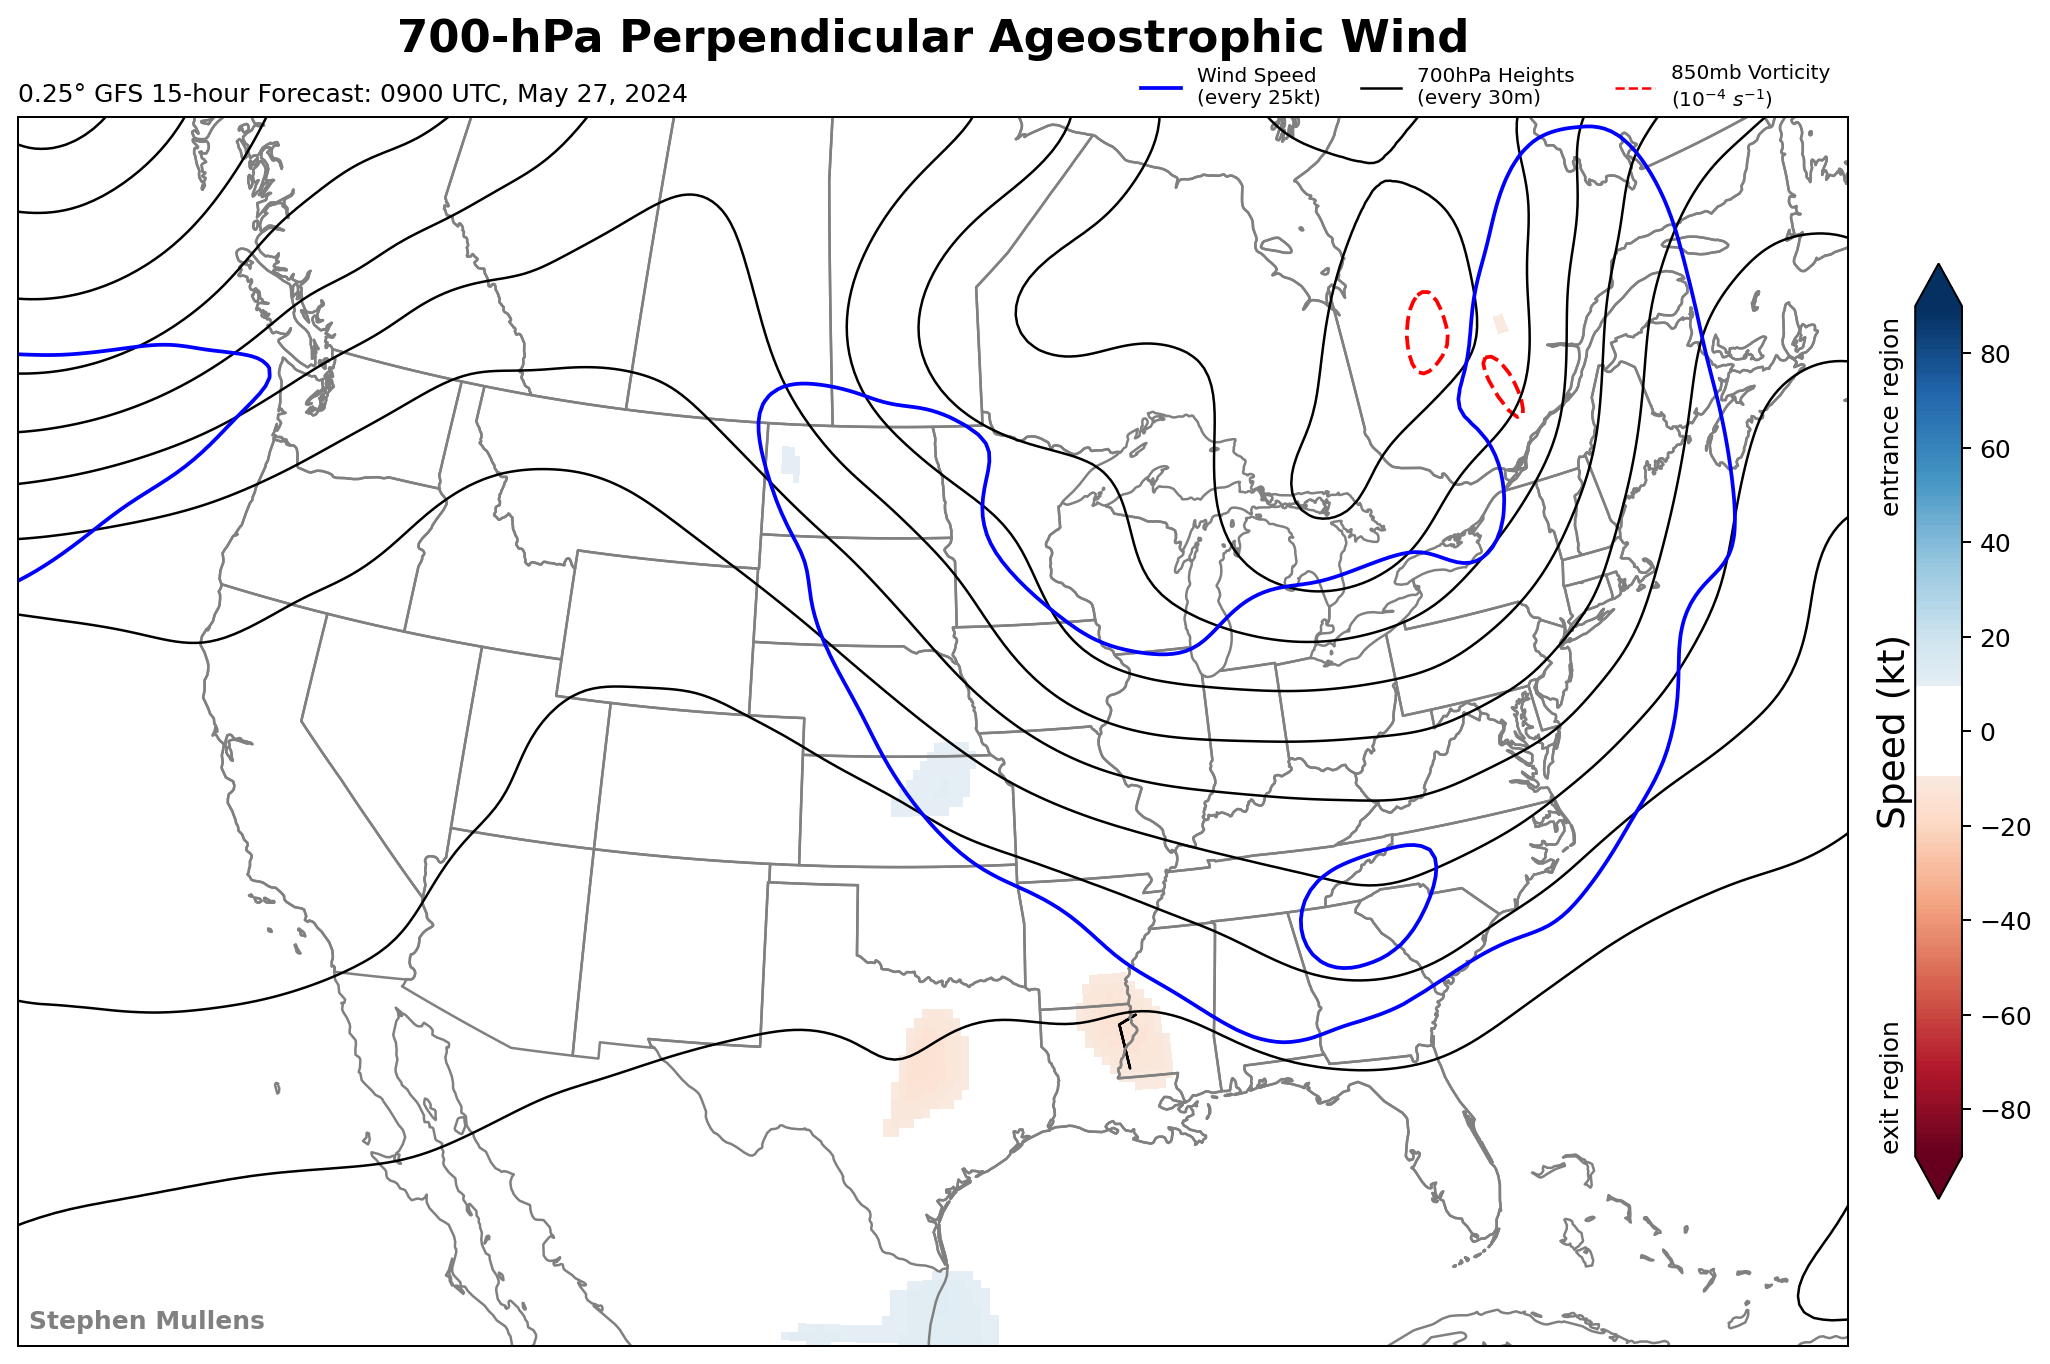 700-hPa Perpendicular Ageostrophic Wind
0.25° GFS 15-hour Forecast: 0900 UTC, May 27, 2024
Wind Speed
(every 25kt)
700hPa Heights
(every 30m)
850mb Vorticity
(10⁻⁴ s⁻¹)
entrance region
Speed (kt)
exit region
80
60
40
20
0
−20
−40
−60
−80
Stephen Mullens